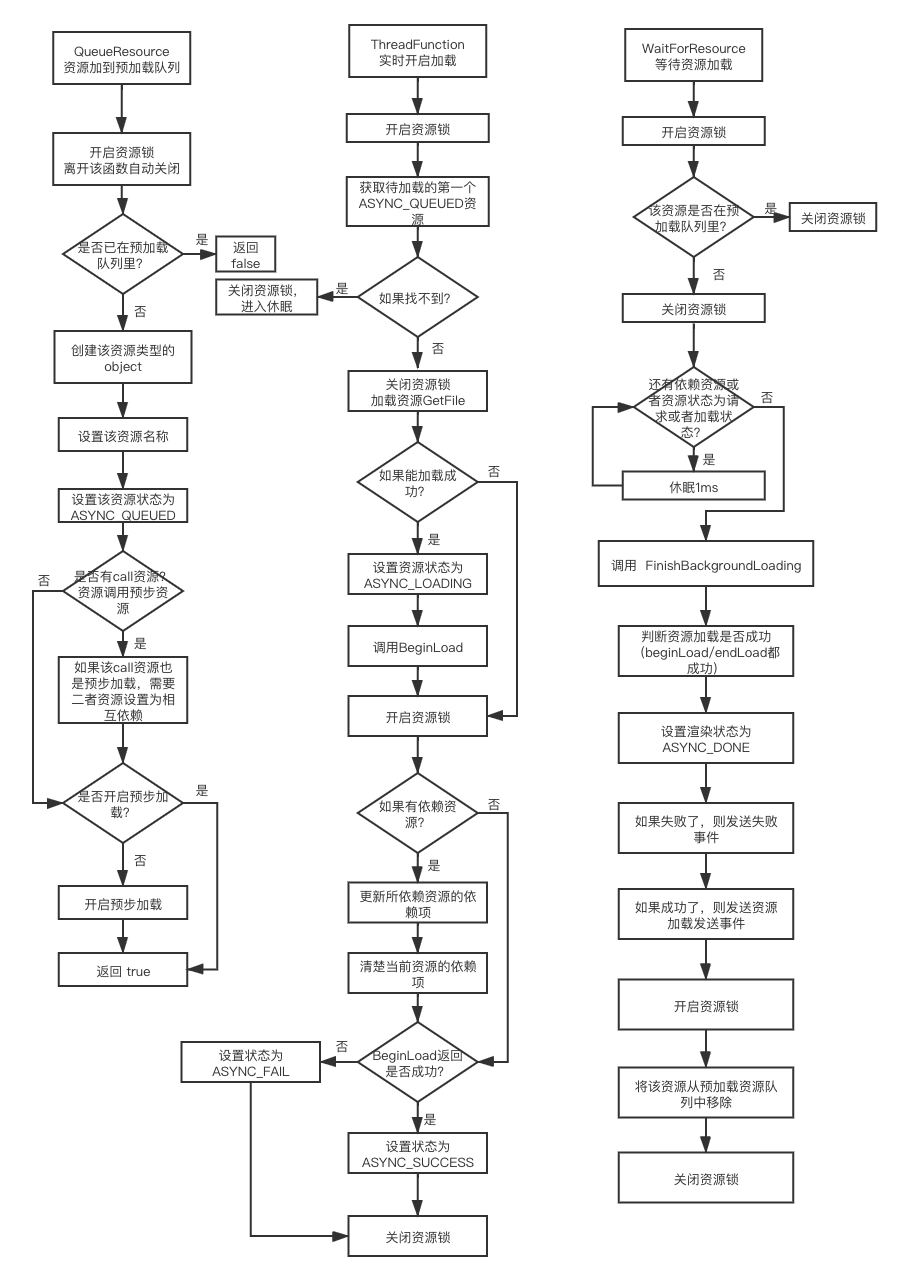 QueueResource
资源加到预加载队列
开启资源锁
离开该函数自动关闭
是否已在预加载
队列里？
是
返回
false
否
创建该资源类型的
object
设置该资源名称
设置该资源状态为
ASYNC_QUEUED
是否有call资源？
资源调用预步资
源
否
是
如果该call资源也
是预步加载，需要
二者资源设置为相
互依赖
是否开启预步加
载？
是
否
开启预步加载
返回 true
ThreadFunction
实时开启加载
开启资源锁
获取待加载的第一个
ASYNC_QUEUED资
源
如果找不到？
是
关闭资源锁，
进入休眠
否
关闭资源锁
加载资源GetFile
如果能加载成
功？
否
是
设置资源状态为
ASYNC_LOADING
调用BeginLoad
开启资源锁
如果有依赖资
源？
否
是
更新所依赖资源的依
赖项
清楚当前资源的依赖
项
BeginLoad返回
是否成功？
否
设置状态为
ASYNC_FAIL
是
设置状态为
ASYNC_SUCCESS
关闭资源锁
WaitForResource
等待资源加载
开启资源锁
该资源是否在预
加载队列里？
是
关闭资源锁
否
关闭资源锁
还有依赖资源或
者资源状态为请
求或者加载状
态？
否
是
休眠1ms
调用 FinishBackgroundLoading
判断资源加载是否成功
（beginLoad/endLoad都
成功）
设置渲染状态为
ASYNC_DONE
如果失败了，则发送失败
事件
如果成功了，则发送资源
加载发送事件
开启资源锁
将该资源从预加载资源队
列中移除
关闭资源锁